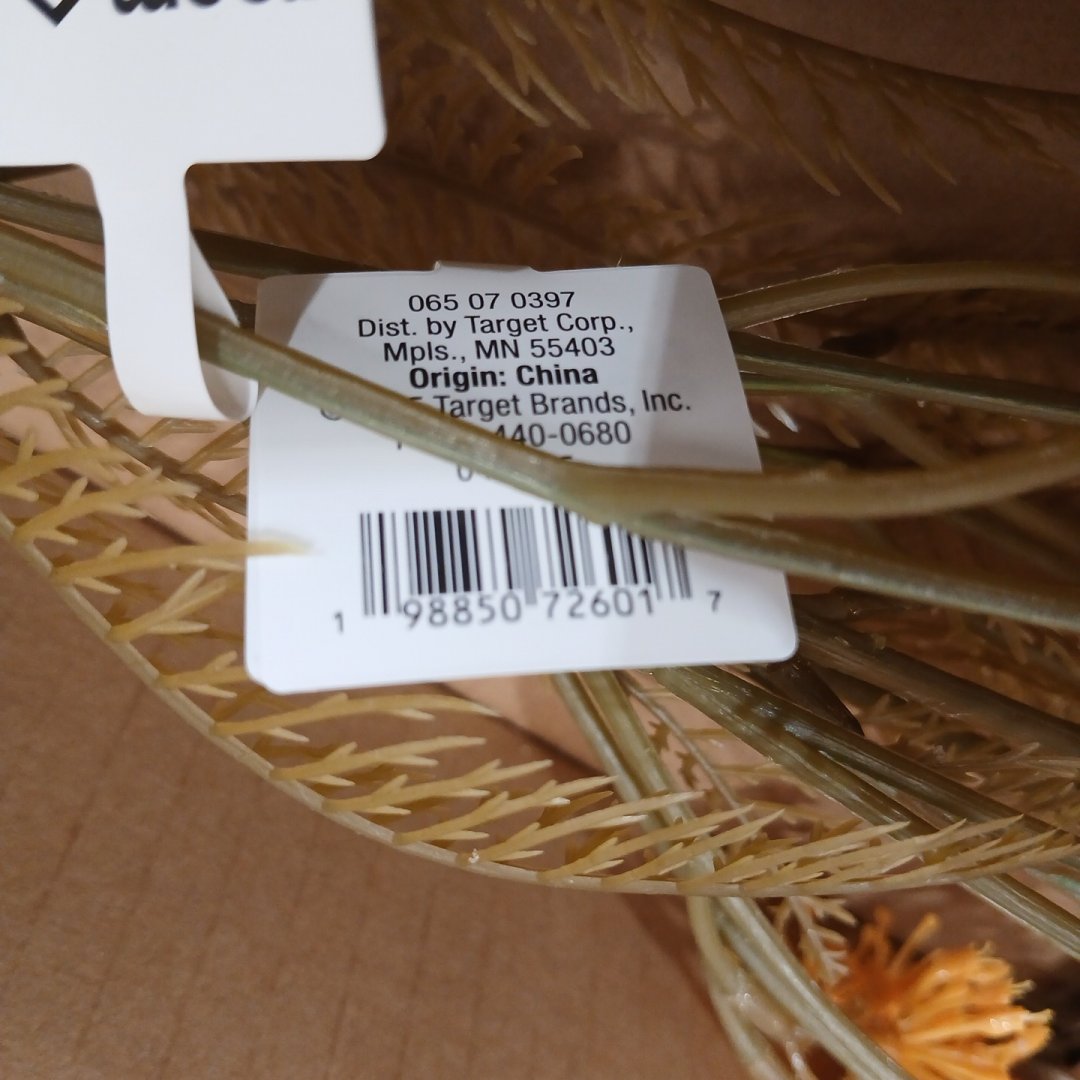 065 07 0397
Dist. by Target Corp.,
Mpls., MN 55403
Origin: China
Target Brands, Inc.
440-0680
1 98850 72601 7